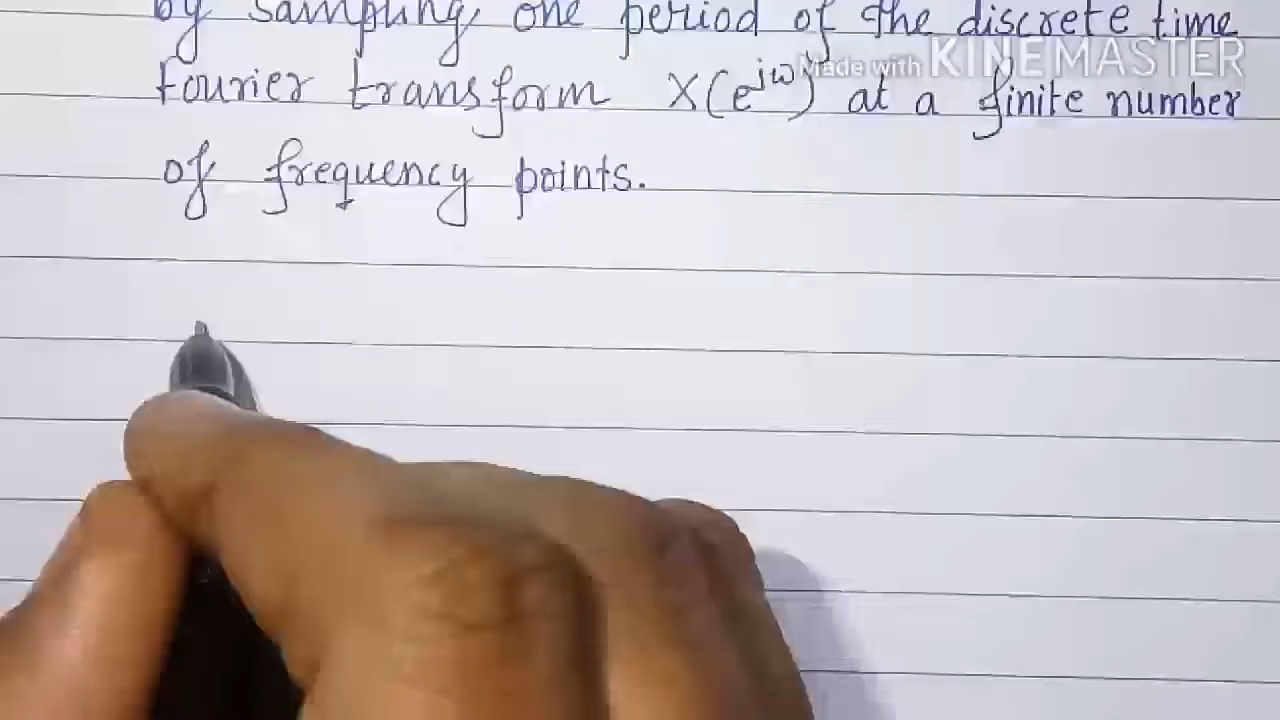 by sampling, one period of the discrete time
Fourier transform X(e^jω) at a finite number
of frequency points.
Made with KINEMASTER